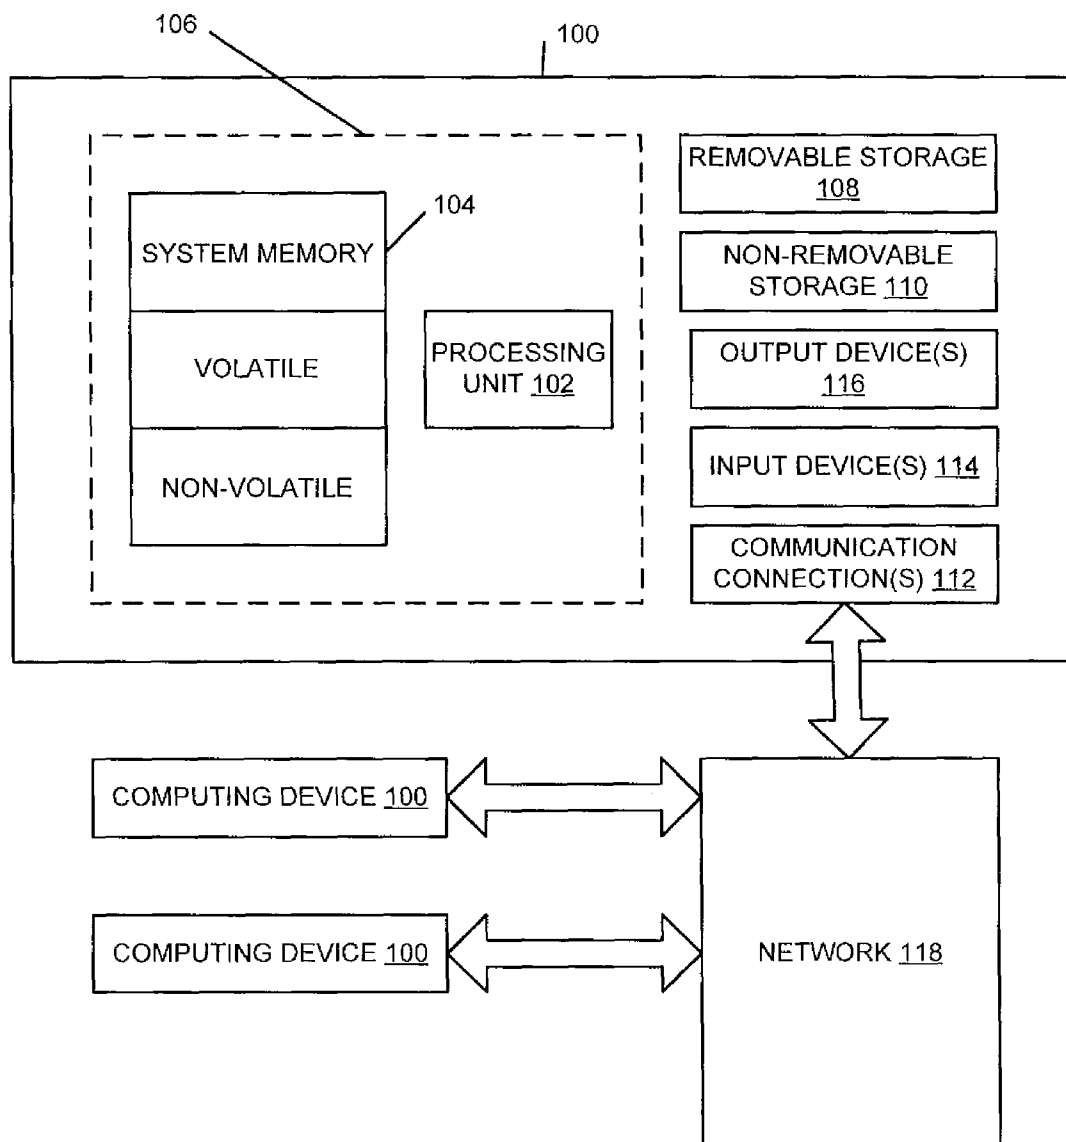 106
100
REMOVABLE STORAGE
108
104
SYSTEM MEMORY
NON-REMOVABLE
STORAGE 110
VOLATILE
PROCESSING
UNIT 102
OUTPUT DEVICE(S)
116
NON-VOLATILE
INPUT DEVICE(S) 114
COMMUNICATION
CONNECTION(S) 112
COMPUTING DEVICE 100
COMPUTING DEVICE 100
NETWORK 118